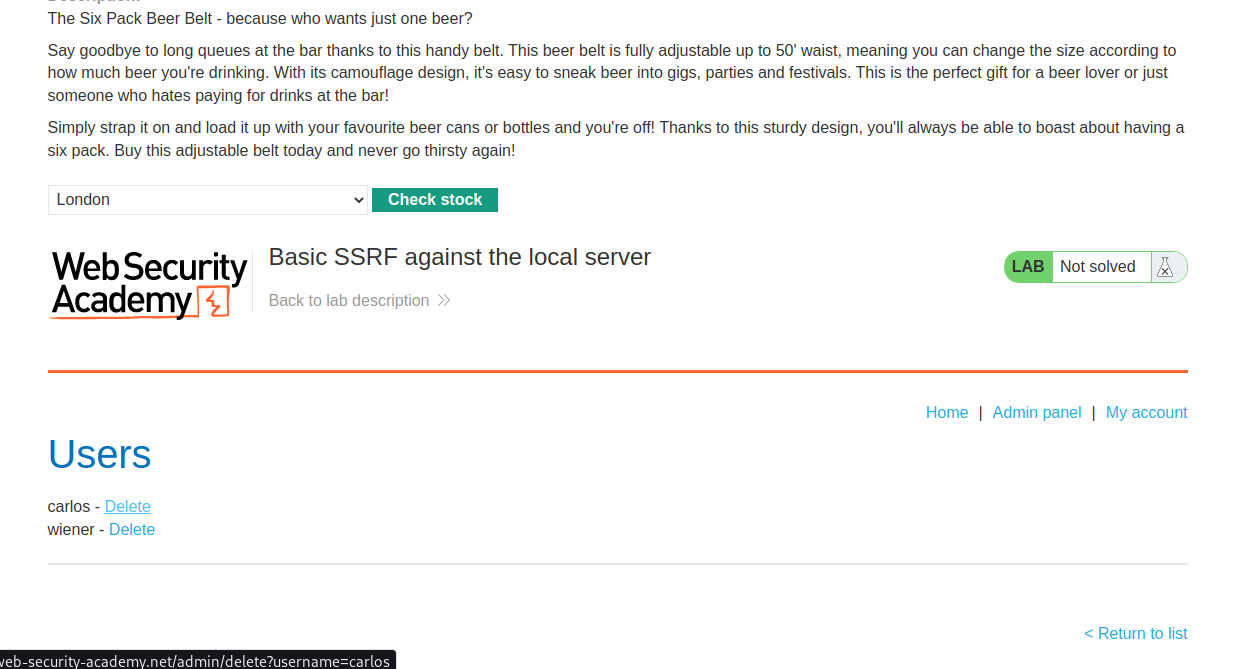 The Six Pack Beer Belt - because who wants just one beer?
Say goodbye to long queues at the bar thanks to this handy belt. This beer belt is fully adjustable up to 50' waist, meaning you can change the size according to
how much beer you're drinking. With its camouflage design, it's easy to sneak beer into gigs, parties and festivals. This is the perfect gift for a beer lover or just
someone who hates paying for drinks at the bar!
Simply strap it on and load it up with your favourite beer cans or bottles and you're off! Thanks to this sturdy design, you'll always be able to boast about having a
six pack. Buy this adjustable belt today and never go thirsty again!
London Check stock
Web Security
Academy
Basic SSRF against the local server
Back to lab description
LAB Not solved
Home | Admin panel | My account
Users
carlos - Delete
wiener - Delete
< Return to list
web-security-academy.net/admin/delete?username=carlos